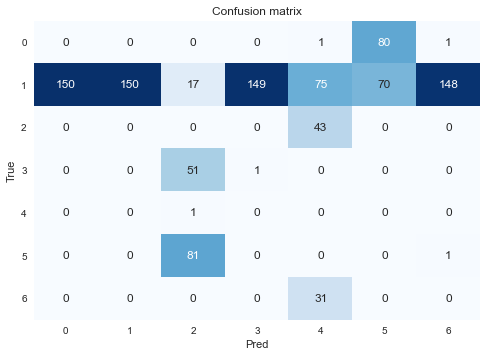 Confusion matrix
0 0 0 0 0 1 80 1
1 150 150 17 149 75 70 148
2 0 0 0 0 43 0 0
True
3 0 0 51 1 0 0 0
4 0 0 1 0 0 0 0
5 0 0 81 0 0 0 1
6 0 0 0 0 31 0 0
0 1 2 3 4 5 6
Pred